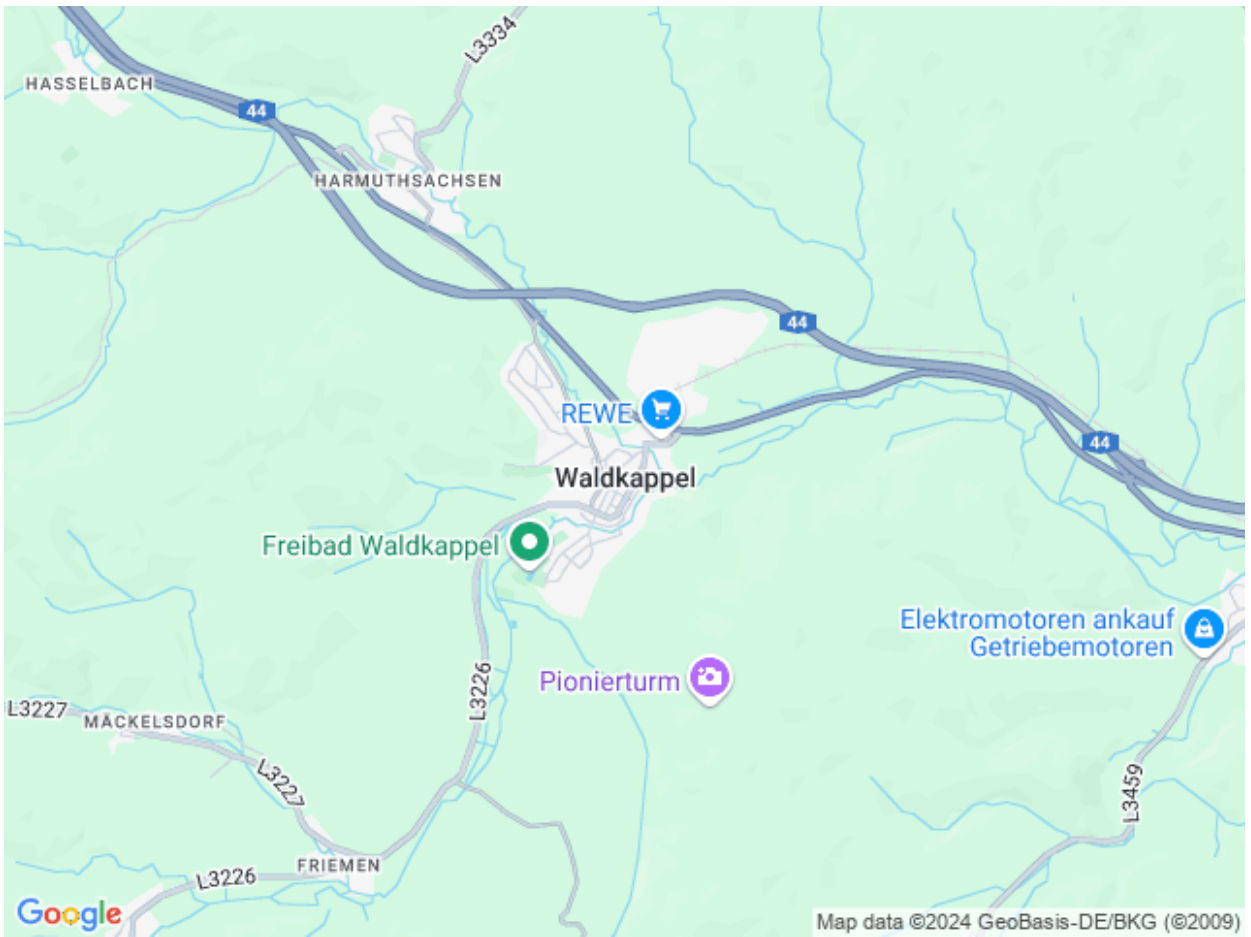 L3334
HASSELBACH
44
HARMUTHSACHSEN
44
REWE
44
Waldkappel
Freibad Waldkappel
Elektromotoren ankauf
Getriebemotoren
Pionierturm
L3226
L3227
MÄCKELSDORF
L3227
L3459
FRIEMEN
L3226
Google
Map data ©2024 GeoBasis-DE/BKG (©2009)